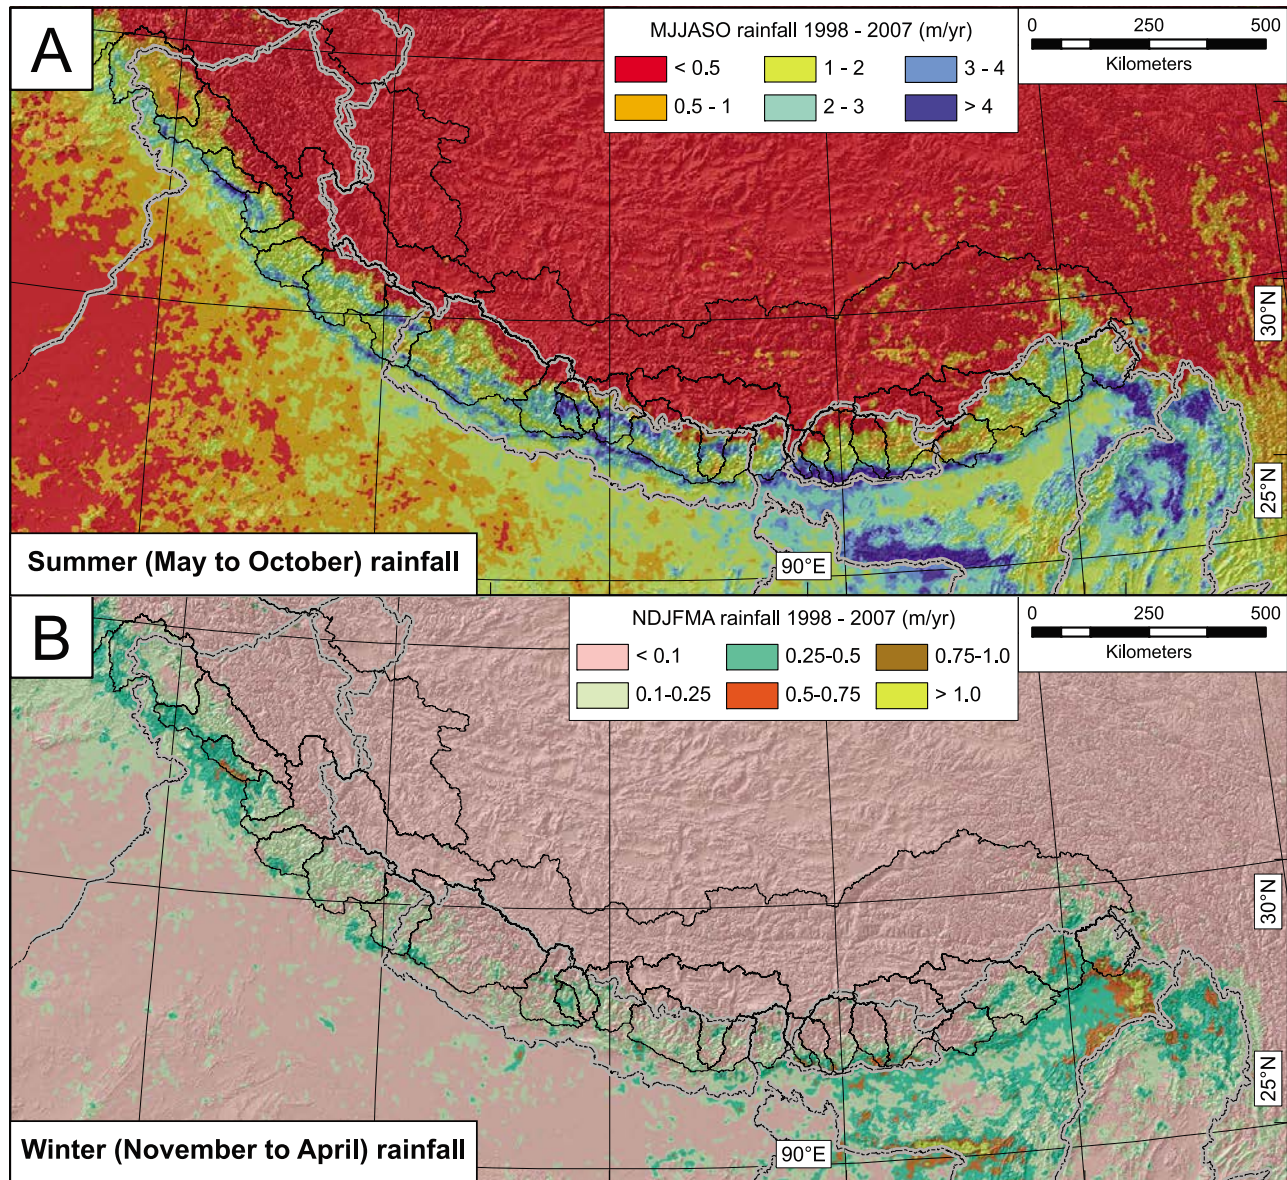 A
MJJASO rainfall 1998 - 2007 (m/yr)
< 0.5
1 - 2
3 - 4
0.5 - 1
2 - 3
> 4
0 250 500
Kilometers
30°N
25°N
90°E
Summer (May to October) rainfall
B
NDJFMA rainfall 1998 - 2007 (m/yr)
< 0.1
0.25-0.5
0.75-1.0
0.1-0.25
0.5-0.75
> 1.0
0 250 500
Kilometers
30°N
25°N
90°E
Winter (November to April) rainfall